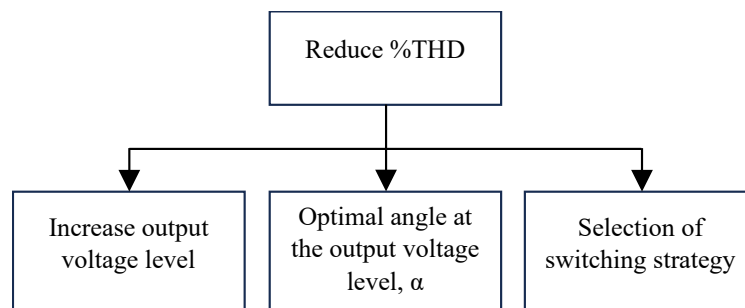 Reduce %THD
Increase output
voltage level
Optimal angle at
the output voltage
level, α
Selection of
switching strategy